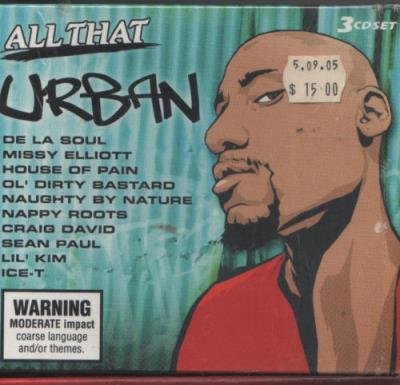 ALL THAT
3 CD SET
URBAN
5.09.05
$ 15.00
DE LA SOUL
MISSY ELLIOTT
HOUSE OF PAIN
OL' DIRTY BASTARD
NAUGHTY BY NATURE
NAPPY ROOTS
CRAIG DAVID
SEAN PAUL
LIL' KIM
ICE-T
WARNING
MODERATE impact
coarse language
and/or themes.